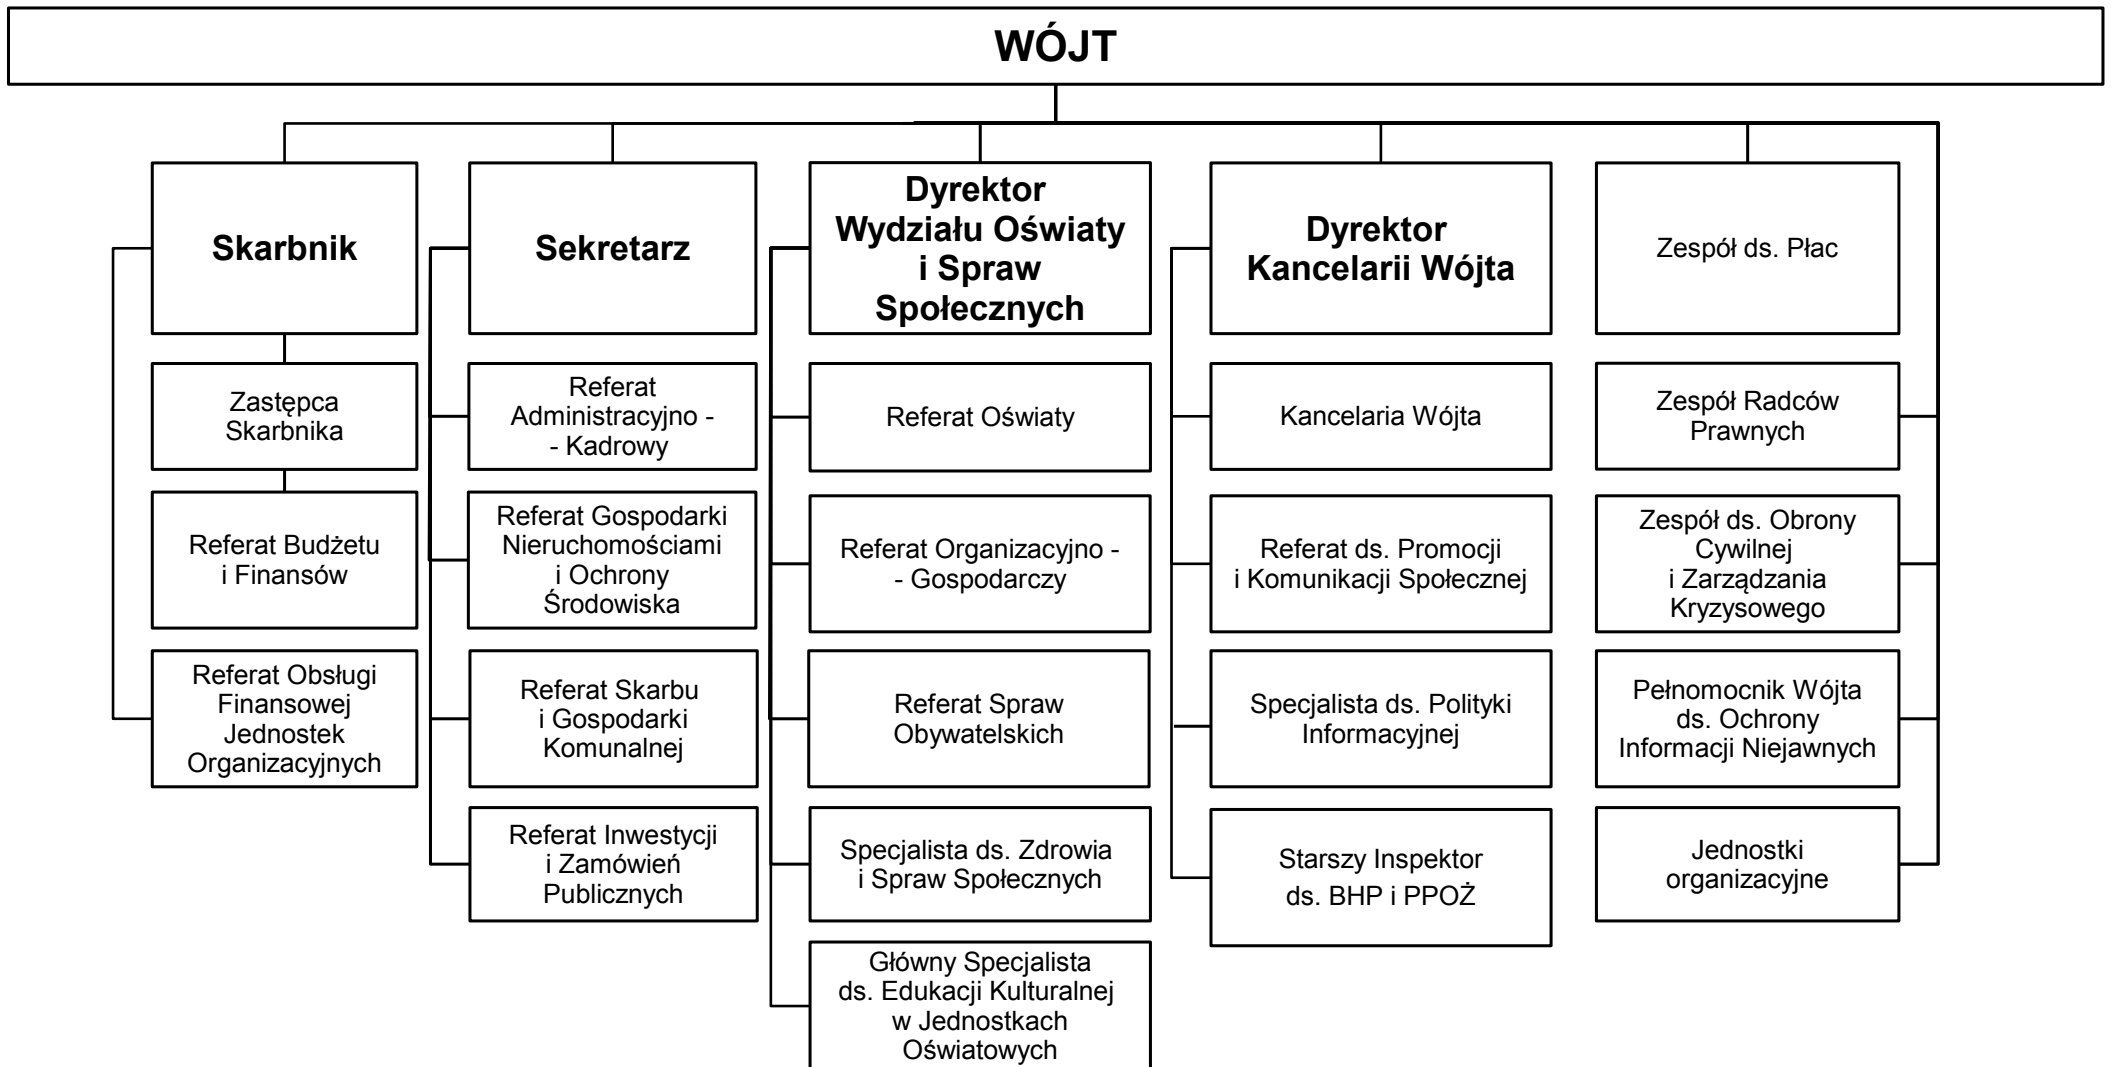 WÓJT
Skarbnik
Zastępca
Skarbnika
Referat Budżetu
i Finansów
Referat Obsługi
Finansowej
Jednostek
Organizacyjnych
Sekretarz
Referat
Administracyjno -
- Kadrowy
Referat Gospodarki
Nieruchomościami
i Ochrony
Środowiska
Referat Skarbu
i Gospodarki
Komunalnej
Referat Inwestycji
i Zamówień
Publicznych
Dyrektor
Wydziału Oświaty
i Spraw
Społecznych
Referat Oświaty
Referat Organizacyjno -
- Gospodarczy
Referat Spraw
Obywatelskich
Specjalista ds. Zdrowia
i Spraw Społecznych
Główny Specjalista
ds. Edukacji Kulturalnej
w Jednostkach
Oświatowych
Dyrektor
Kancelarii Wójta
Kancelaria Wójta
Referat ds. Promocji
i Komunikacji Społecznej
Specjalista ds. Polityki
Informacyjnej
Starszy Inspektor
ds. BHP i PPOŻ
Zespół ds. Płac
Zespół Radców
Prawnych
Zespół ds. Obrony
Cywilnej
i Zarządzania
Kryzysowego
Pełnomocnik Wójta
ds. Ochrony
Informacji Niejawnych
Jednostki
organizacyjne